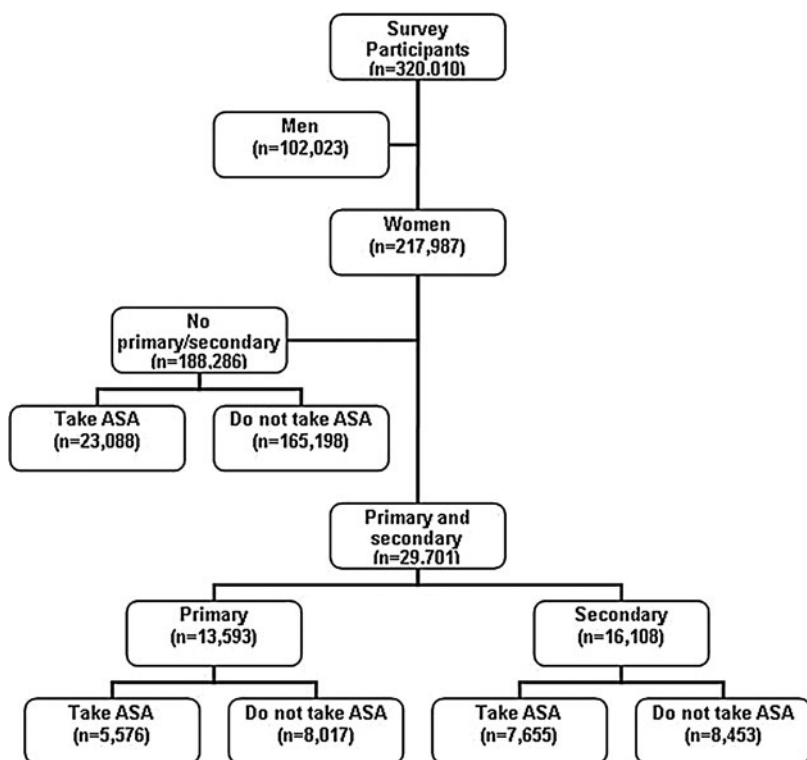 Survey
Participants
(n=320.010)
Men
(n=102,023)
Women
(n=217,987)
No
primary/secondary
(n=188,286)
Take ASA
(n=23,088)
Do not take ASA
(n=165,198)
Primary and
secondary
(n=29.701)
Primary
(n=13,593)
Secondary
(n=16,108)
Take ASA
(n=5,576)
Do not take ASA
(n=8,017)
Take ASA
(n=7,655)
Do not take ASA
(n=8,453)